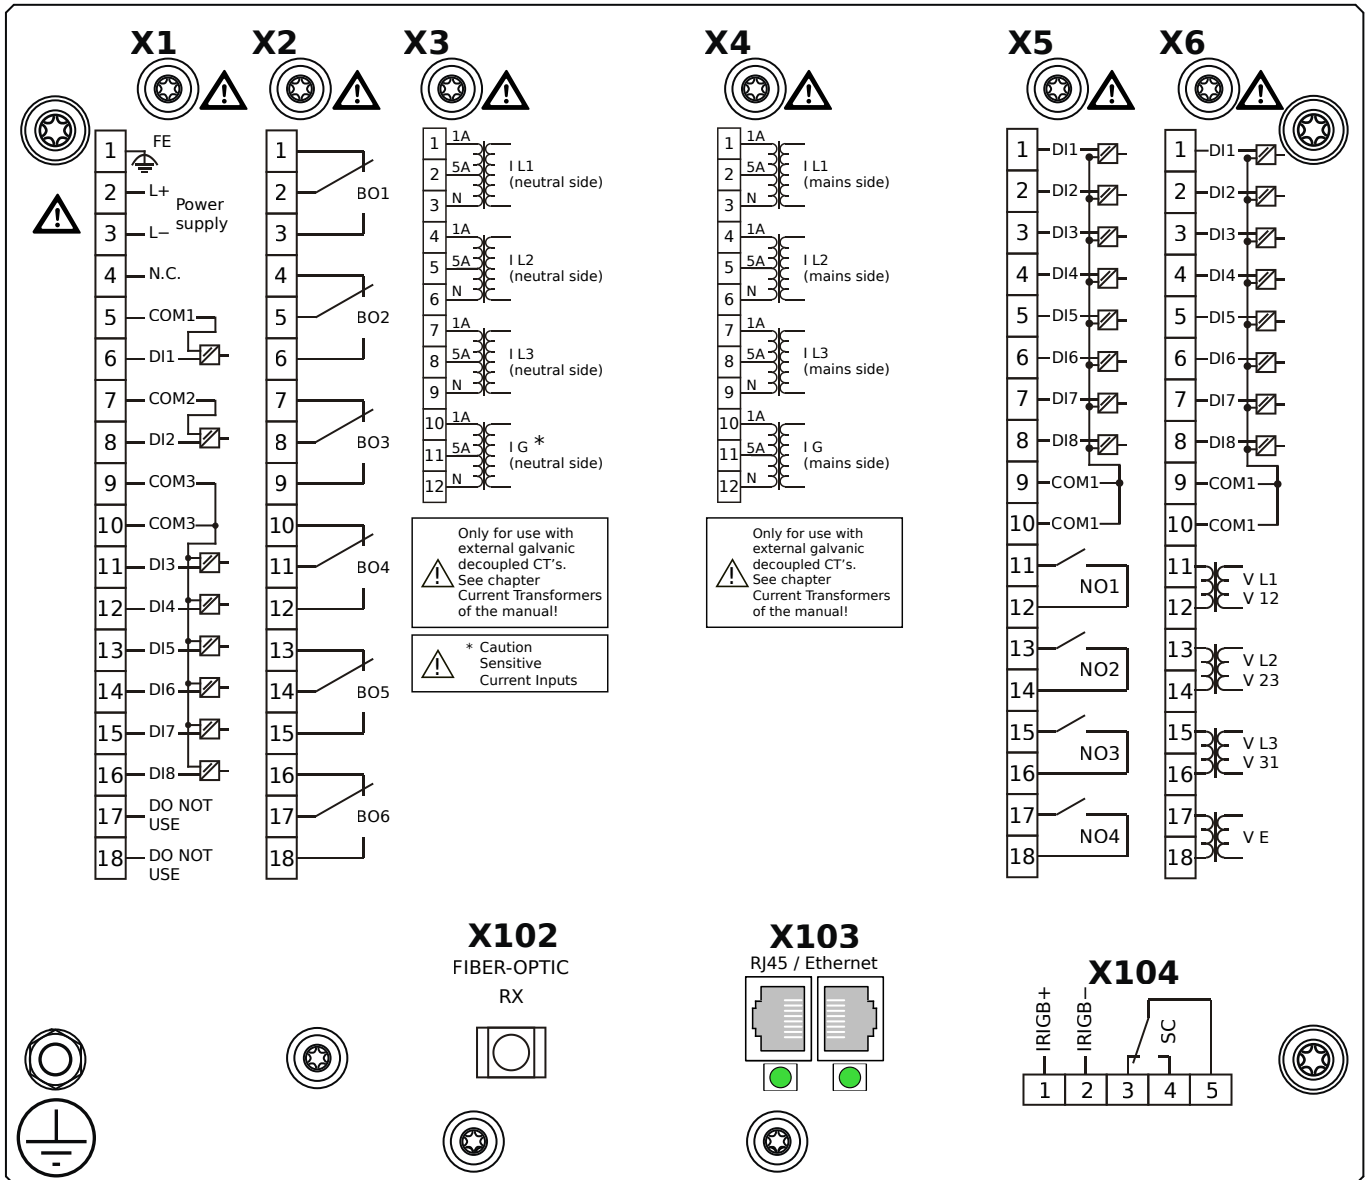 X1
1
FE
2
L+
Power
supply
3
L−
4
N.C.
5
COM1
6
DI1
7
COM2
8
DI2
9
COM3
10
COM3
11
DI3
12
DI4
13
DI5
14
DI6
15
DI7
16
DI8
17
DO NOT
USE
18
DO NOT
USE
X2
1
2
BO1
3
4
5
BO2
6
7
8
BO3
9
10
11
BO4
12
13
14
BO5
15
16
17
BO6
18
X3
1
1A
2
5A
I L1
(neutral side)
3
N
4
1A
5
5A
I L2
(neutral side)
6
N
7
1A
8
5A
I L3
(neutral side)
9
N
10
1A
11
5A
I G *
(neutral side)
12
N
Only for use with
external galvanic
decoupled CT's.
See chapter
Current Transformers
of the manual!
* Caution
Sensitive
Current Inputs
X4
1
1A
2
5A
I L1
(mains side)
3
N
4
1A
5
5A
I L2
(mains side)
6
N
7
1A
8
5A
I L3
(mains side)
9
N
10
1A
11
5A
I G
(mains side)
12
N
Only for use with
external galvanic
decoupled CT's.
See chapter
Current Transformers
of the manual!
X5
1
DI1
2
DI2
3
DI3
4
DI4
5
DI5
6
DI6
7
DI7
8
DI8
9
COM1
10
COM1
11
NO1
12
13
NO2
14
15
NO3
16
17
NO4
18
X6
1
DI1
2
DI2
3
DI3
4
DI4
5
DI5
6
DI6
7
DI7
8
DI8
9
COM1
10
COM1
11
V L1
V 12
12
13
V L2
V 23
14
15
V L3
V 31
16
17
V E
18
X102
FIBER-OPTIC
RX
X103
RJ45 / Ethernet
X104
IRIGB+
IRIGB−
SC
1 2 3 4 5